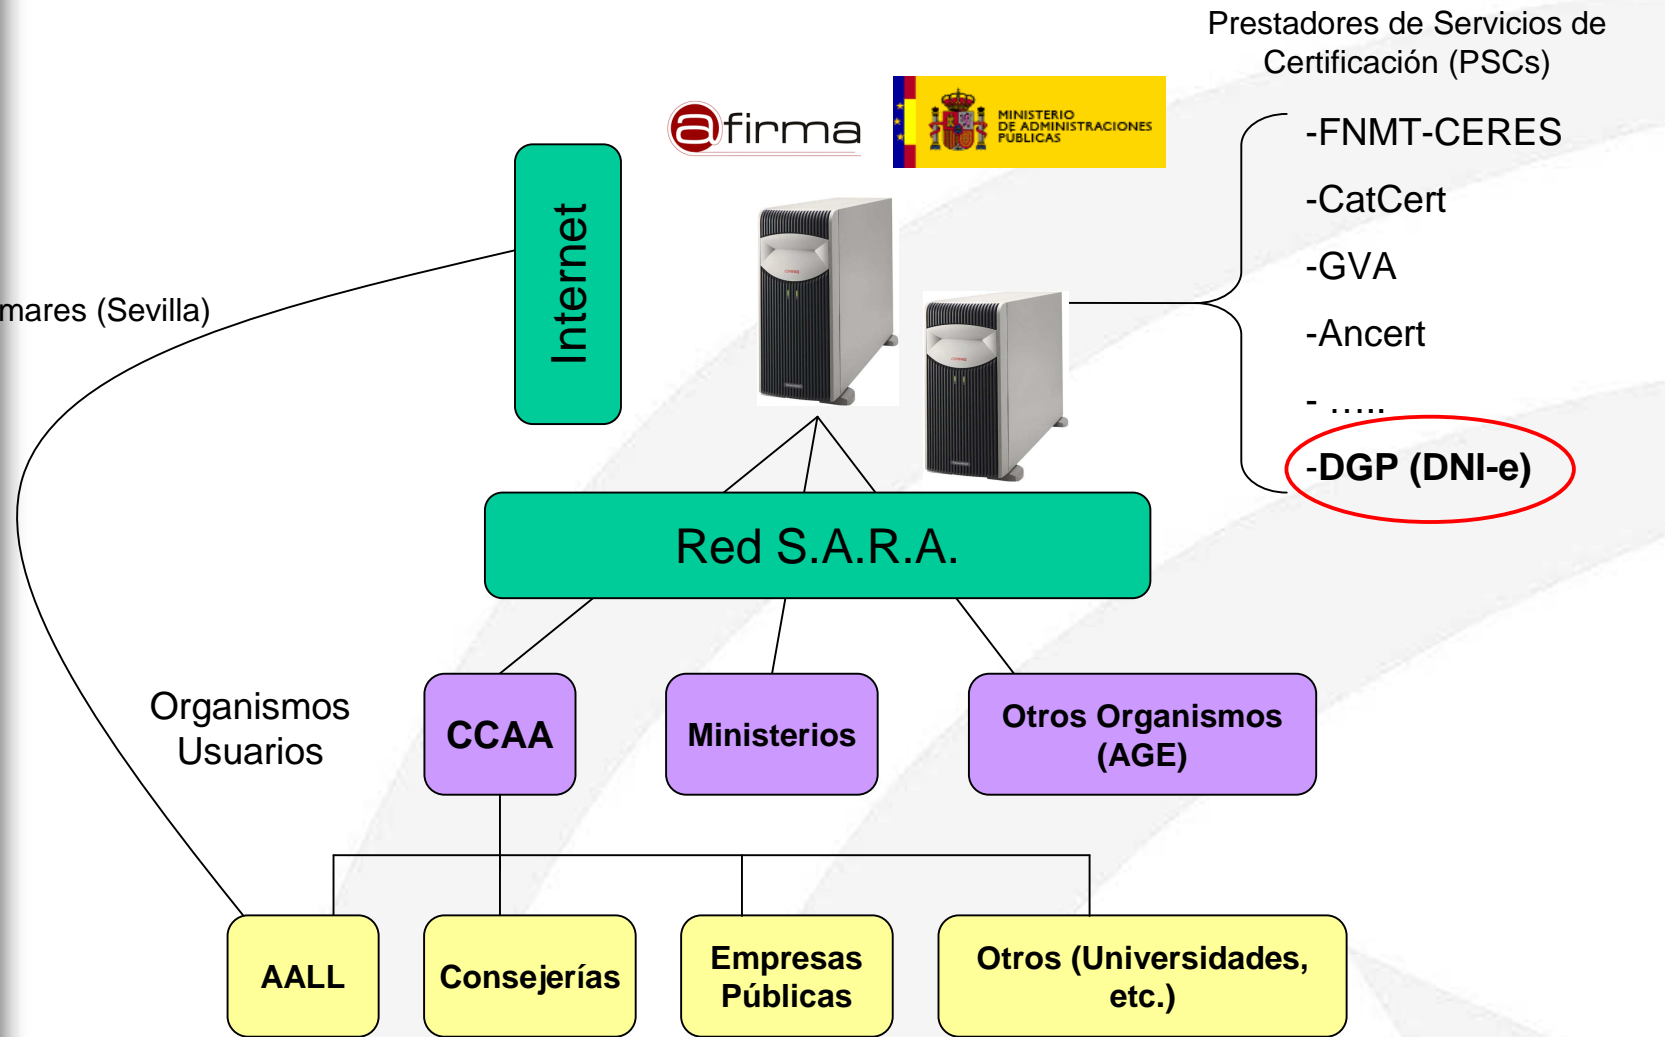 Prestadores de Servicios de
Certificación (PSCs)
@firma
MINISTERIO
DE ADMINISTRACIONES
PÚBLICAS
-FNMT-CERES
-CatCert
-GVA
-Ancert
- .....
-DGP (DNI-e)
Internet
mares (Sevilla)
Red S.A.R.A.
Organismos
Usuarios
CCAA
Ministerios
Otros Organismos
(AGE)
AALL
Consejerías
Empresas
Públicas
Otros (Universidades,
etc.)